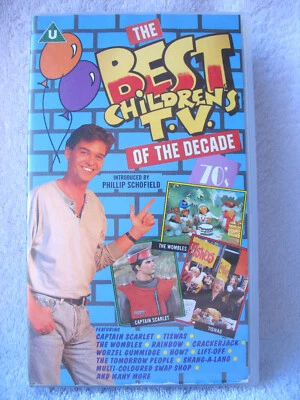 U
THE
BEST
CHILDREN'S
T.V.
OF THE DECADE
70's
INTRODUCED BY
PHILLIP SCHOFIELD
THE WOMBLES
CAPTAIN SCARLET
TISWAS
FEATURING
CAPTAIN SCARLET • TISWAS
THE WOMBLES • RAINBOW • CRACKERJACK
WORZEL GUMMIDGE • HOW? • LIFT-OFF
THE TOMORROW PEOPLE • SHANG-A-LANG
MULTI-COLOURED SWAP SHOP
AND MANY MORE